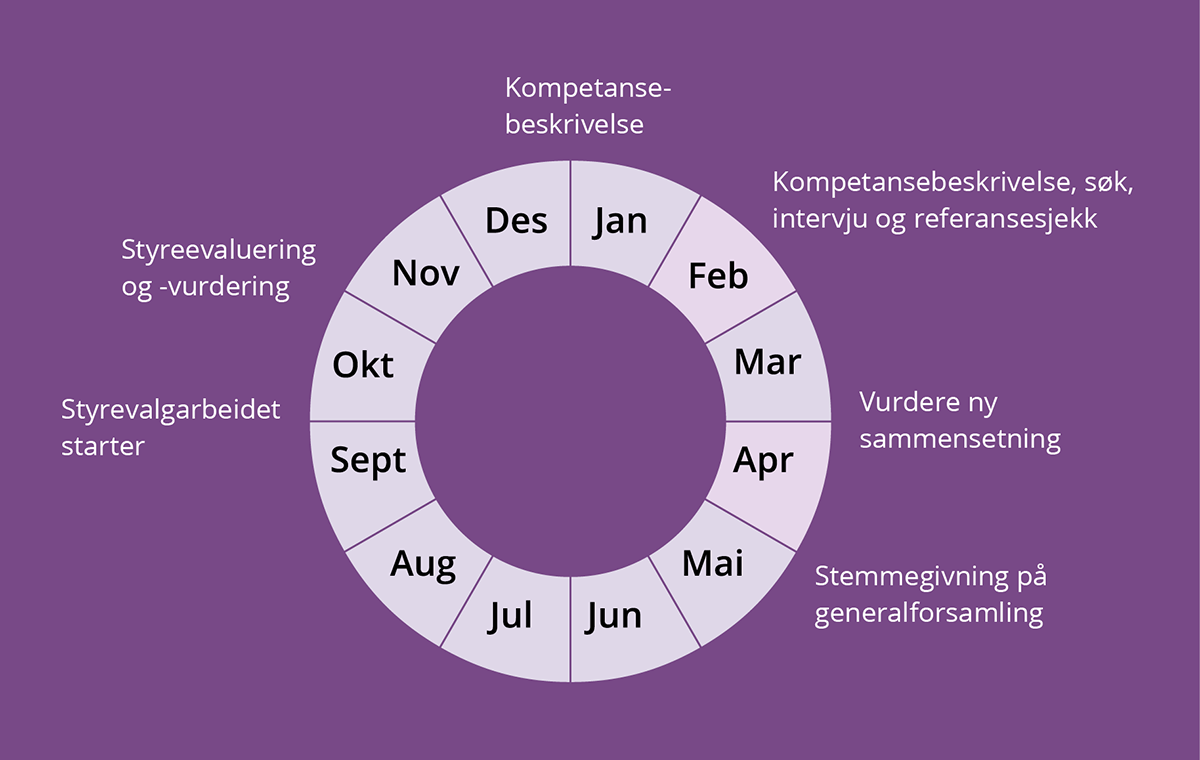 Kompetanse-
beskrivelse
Kompetansebeskrivelse, søk,
intervju og referansesjekk
Vurdere ny
sammensetning
Stemmegivning på
generalforsamling
Styrevalgarbeidet
starter
Styreevaluering
og -vurdering
Jan
Feb
Mar
Apr
Mai
Jun
Jul
Aug
Sept
Okt
Nov
Des